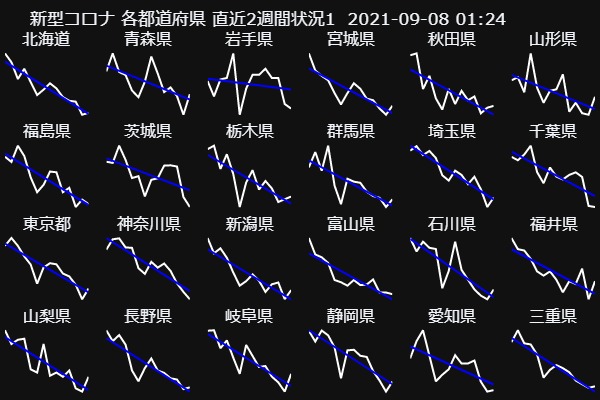 新型コロナ 各都道府県 直近2週間状況1 2021-09-08 01:24
北海道 青森県 岩手県 宮城県 秋田県 山形県
福島県 茨城県 栃木県 群馬県 埼玉県 千葉県
東京都 神奈川県 新潟県 富山県 石川県 福井県
山梨県 長野県 岐阜県 静岡県 愛知県 三重県